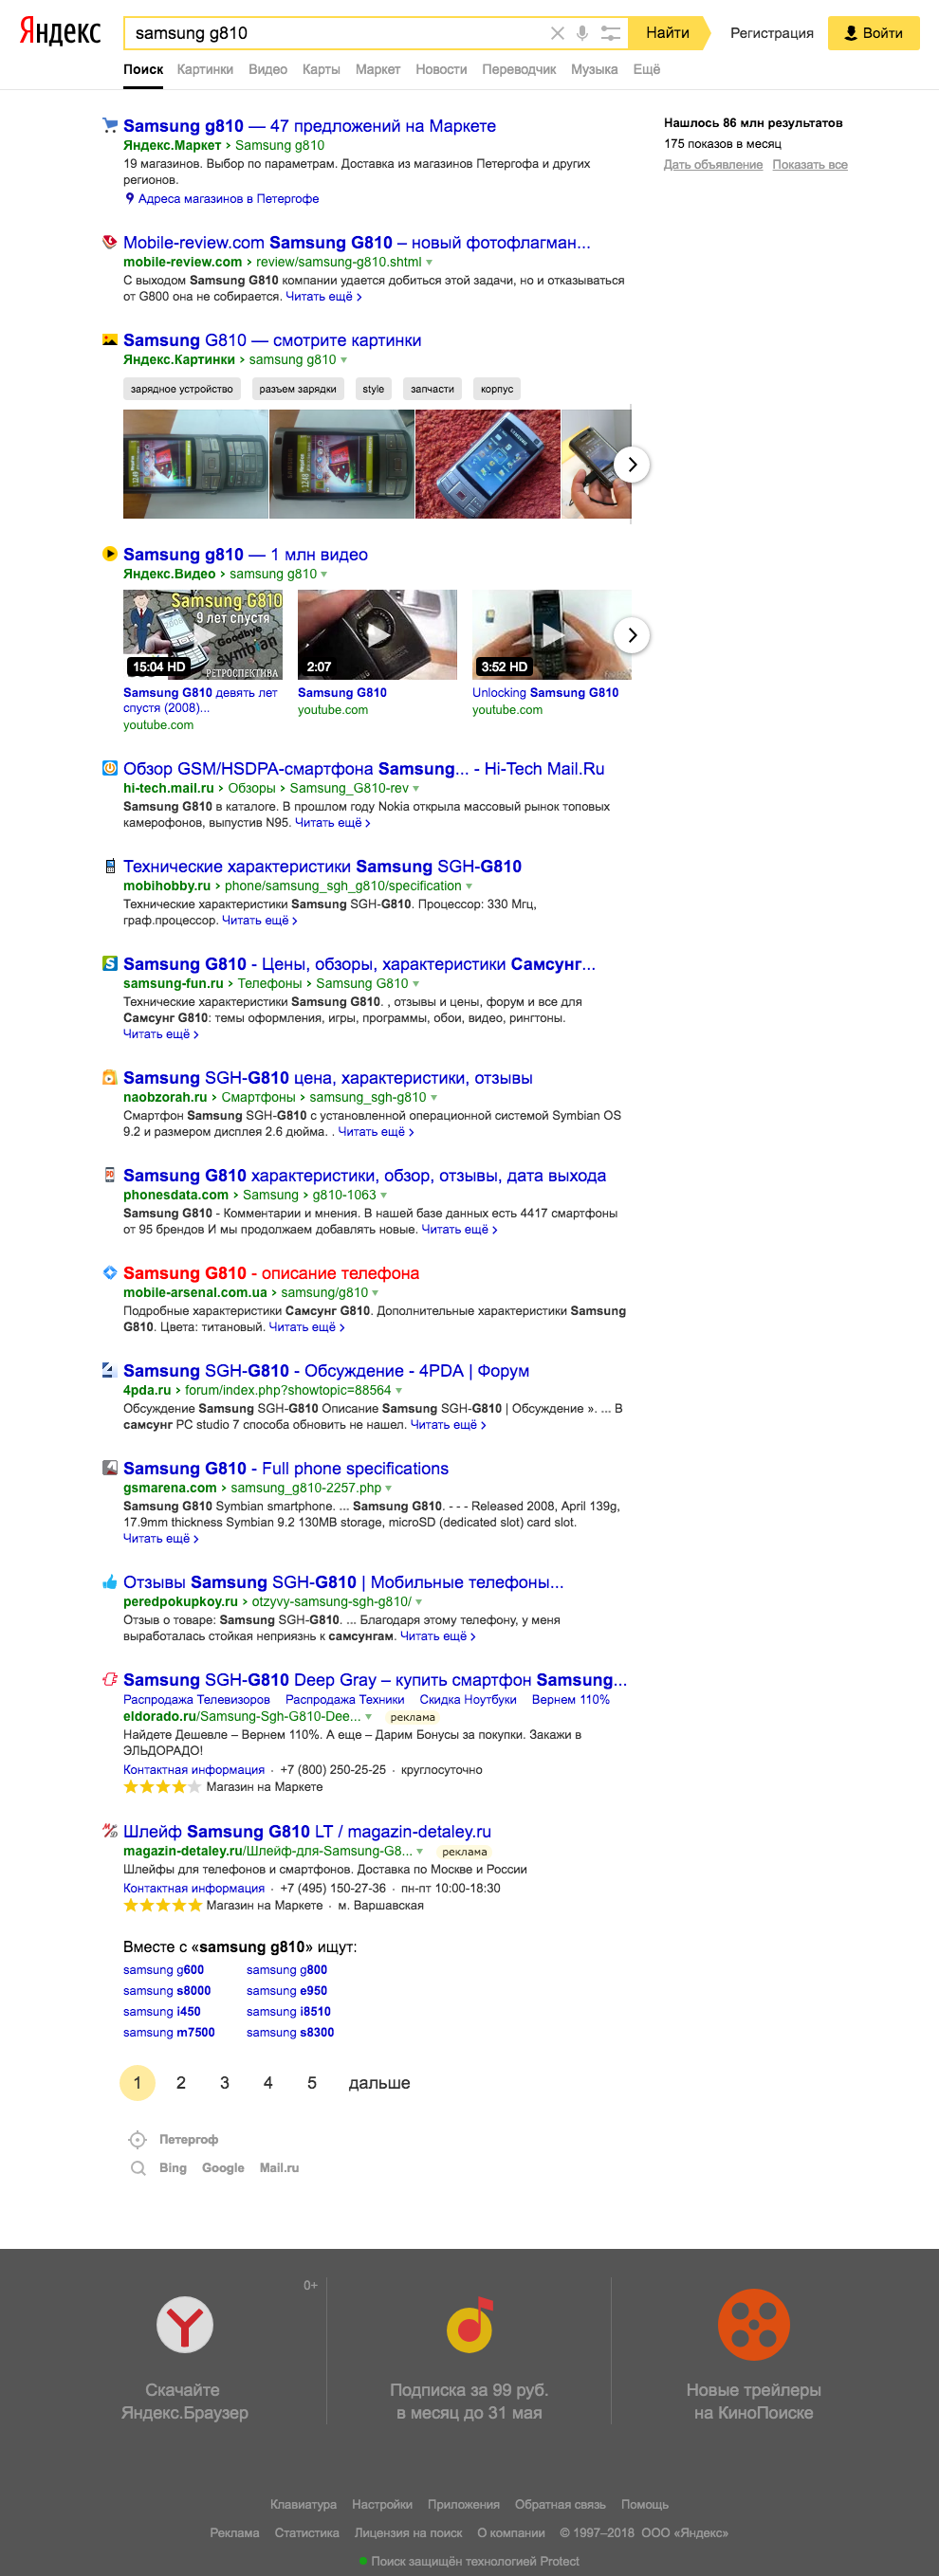 Яндекс
samsung g810
Найти
Регистрация
Войти
Поиск Картинки Видео Карты Маркет Новости Переводчик Музыка Ещё
Samsung g810 — 47 предложений на Маркете
Яндекс.Маркет › Samsung g810
19 магазинов. Выбор по параметрам. Доставка из магазинов Петергофа и других
регионов.
Адреса магазинов в Петергофе
Нашлось 86 млн результатов
175 показов в месяц
Дать объявление Показать все
Mobile-review.com Samsung G810 – новый фотофлагман...
mobile-review.com › review/samsung-g810.shtml
С выходом Samsung G810 компании удается добиться этой задачи, но и отказываться
от G800 она не собирается. Читать ещё ›
Samsung G810 — смотрите картинки
Яндекс.Картинки › samsung g810
зарядное устройство разъем зарядки style запчасти корпус
Samsung g810 — 1 млн видео
Яндекс.Видео › samsung g810
Samsung G810
9 лет спустя
Goodbye
symbian
РЕТРОСПЕКТИВА
15:04 HD
2:07
3:52 HD
Samsung G810 девять лет
спустя (2008)...
youtube.com
Samsung G810
youtube.com
Unlocking Samsung G810
youtube.com
Обзор GSM/HSDPA-смартфона Samsung... - Hi-Tech Mail.Ru
hi-tech.mail.ru › Обзоры › Samsung_G810-rev
Samsung G810 в каталоге. В прошлом году Nokia открыла массовый рынок топовых
камерофонов, выпустив N95. Читать ещё ›
Технические характеристики Samsung SGH-G810
mobihobby.ru › phone/samsung_sgh_g810/specification
Технические характеристики Samsung SGH-G810. Процессор: 330 Мгц,
граф.процессор. Читать ещё ›
Samsung G810 - Цены, обзоры, характеристики Самсунг...
samsung-fun.ru › Телефоны › Samsung G810
Технические характеристики Samsung G810. , отзывы и цены, форум и все для
Самсунг G810: темы оформления, игры, программы, обои, видео, рингтоны.
Читать ещё ›
Samsung SGH-G810 цена, характеристики, отзывы
naobzorah.ru › Смартфоны › samsung_sgh-g810
Смартфон Samsung SGH-G810 с установленной операционной системой Symbian OS
9.2 и размером дисплея 2.6 дюйма. . Читать ещё ›
Samsung G810 характеристики, обзор, отзывы, дата выхода
phonesdata.com › Samsung › g810-1063
Samsung G810 - Комментарии и мнения. В нашей базе данных есть 4417 смартфоны
от 95 брендов И мы продолжаем добавлять новые. Читать ещё ›
Samsung G810 - описание телефона
mobile-arsenal.com.ua › samsung/g810
Подробные характеристики Самсунг G810. Дополнительные характеристики Samsung
G810. Цвета: титановый. Читать ещё ›
Samsung SGH-G810 - Обсуждение - 4PDA | Форум
4pda.ru › forum/index.php?showtopic=88564
Обсуждение Samsung SGH-G810 Описание Samsung SGH-G810 | Обсуждение ». ... В
самсунг PC studio 7 способа обновить не нашел. Читать ещё ›
Samsung G810 - Full phone specifications
gsmarena.com › samsung_g810-2257.php
Samsung G810 Symbian smartphone. ... Samsung G810. - - - Released 2008, April 139g,
17.9mm thickness Symbian 9.2 130MB storage, microSD (dedicated slot) card slot.
Читать ещё ›
Отзывы Samsung SGH-G810 | Мобильные телефоны...
peredpokupkoy.ru › otzyvy-samsung-sgh-g810/
Отзыв о товаре: Samsung SGH-G810. ... Благодаря этому телефону, у меня
выработалась стойкая неприязнь к самсунгам. Читать ещё ›
Samsung SGH-G810 Deep Gray – купить смартфон Samsung...
Распродажа Телевизоров Распродажа Техники Скидка Ноутбуки Вернем 110%
eldorado.ru/Samsung-Sgh-G810-Dee... реклама
Найдете Дешевле – Вернем 110%. А еще – Дарим Бонусы за покупки. Закажи в
ЭЛЬДОРАДО!
Контактная информация · +7 (800) 250-25-25 · круглосуточно
Магазин на Маркете
Шлейф Samsung G810 LT / magazin-detaley.ru
magazin-detaley.ru/Шлейф-для-Samsung-G8... реклама
Шлейфы для телефонов и смартфонов. Доставка по Москве и России
Контактная информация · +7 (495) 150-27-36 · пн-пт 10:00-18:30
Магазин на Маркете · м. Варшавская
Вместе с «samsung g810» ищут:
samsung g600 samsung g800
samsung s8000 samsung e950
samsung i450 samsung i8510
samsung m7500 samsung s8300
1 2 3 4 5 дальше
Петергоф
Bing Google Mail.ru
0+
Скачайте
Яндекс.Браузер
Подписка за 99 руб.
в месяц до 31 мая
Новые трейлеры
на КиноПоиске
Клавиатура Настройки Приложения Обратная связь Помощь
Реклама Статистика Лицензия на поиск О компании © 1997–2018 ООО «Яндекс»
Поиск защищён технологией Protect